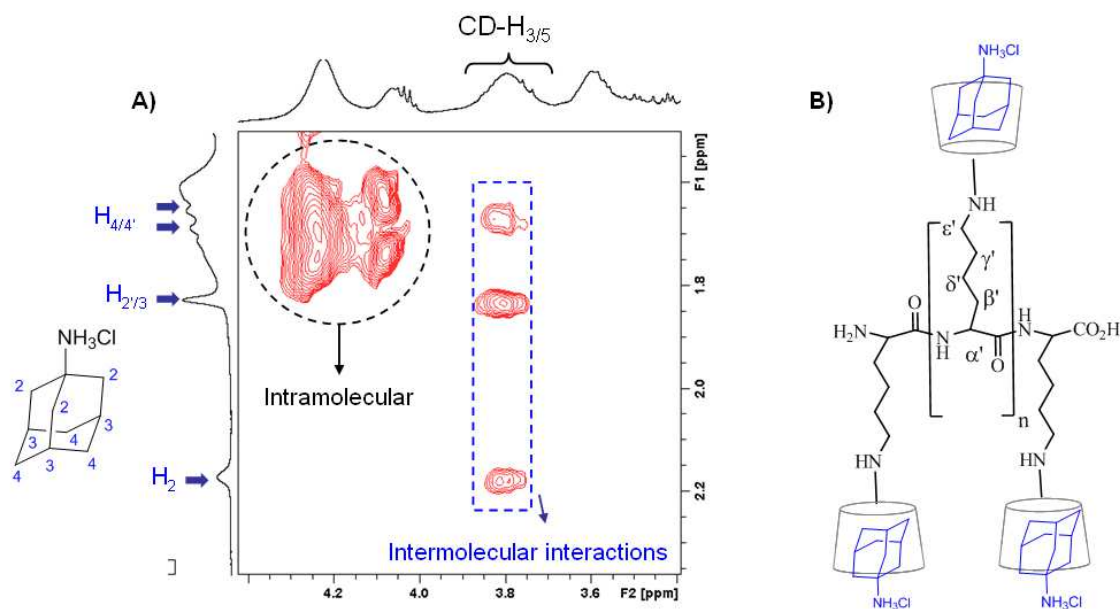 CD-H3/5
A)
F1 [ppm]
H4/4'
H2'/3
H2
1.8
2.0
2.2
Intramolecular
Intermolecular interactions
4.2
4.0
3.8
3.6
F2 [ppm]
NH3Cl
2
2
2
3
4
3
4
3
4
B)
NH3Cl
NH
ε'
γ'
δ'
β'
O
H
N
CO2H
H2N
N
H
α'
O
n
HN
HN
NH3Cl
NH3Cl